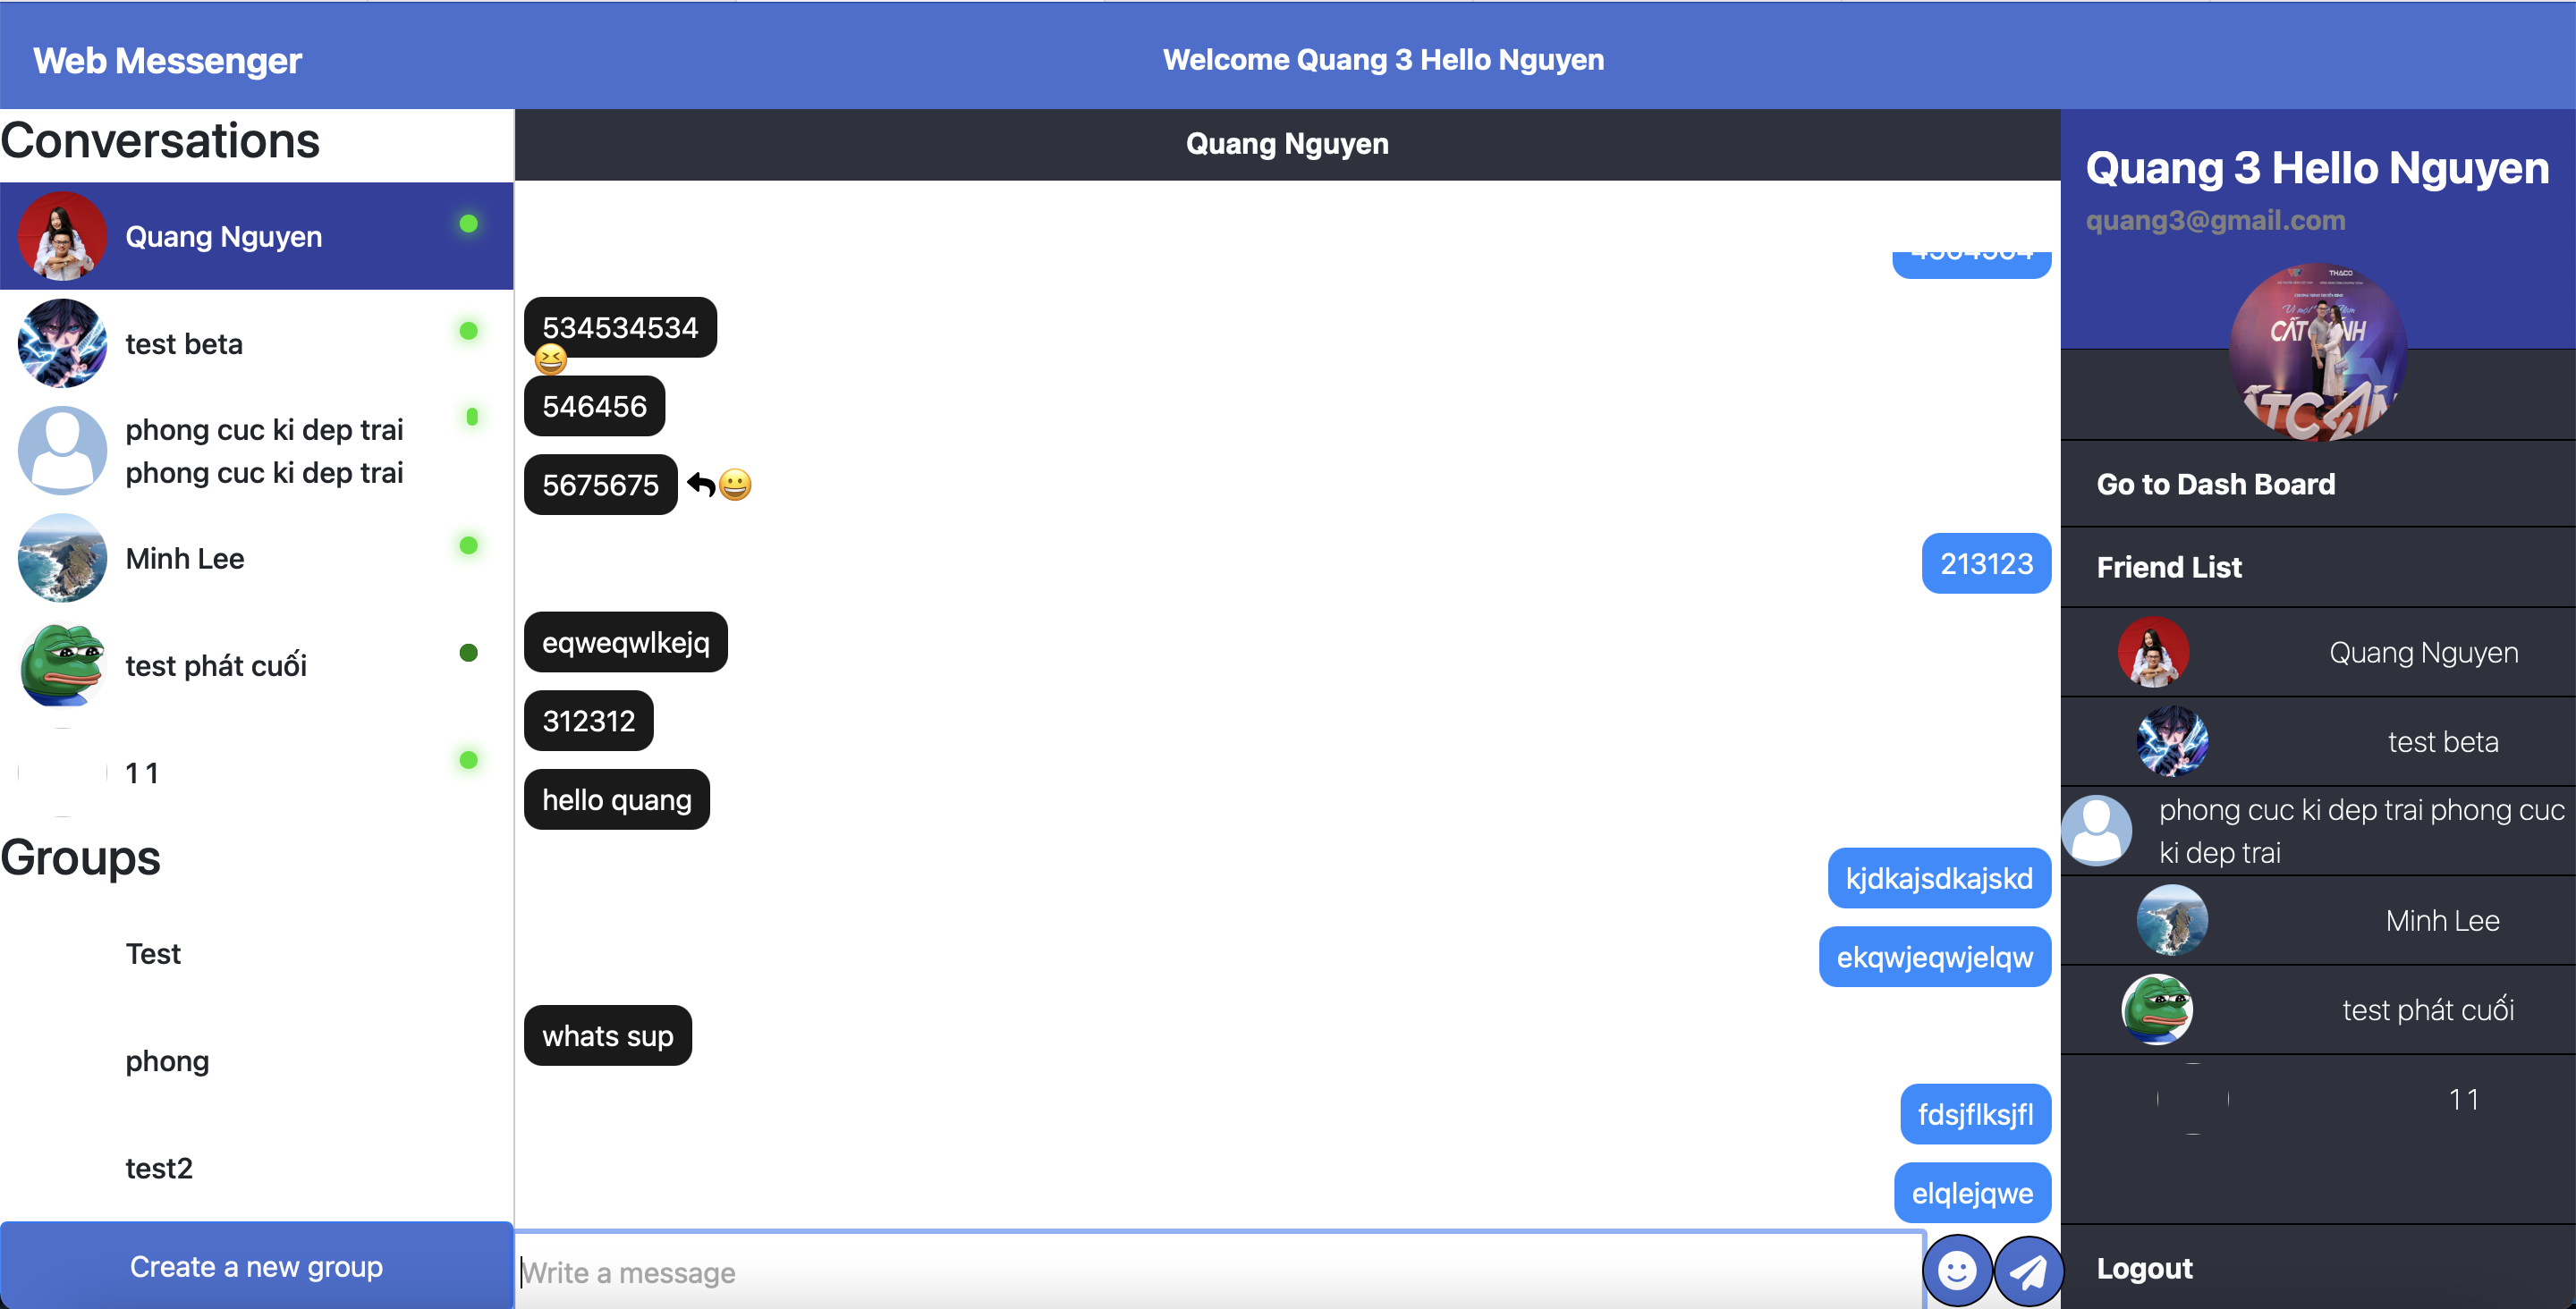 Web Messenger
Welcome Quang 3 Hello Nguyen
Conversations
Quang Nguyen
test beta
phong cuc ki dep trai
phong cuc ki dep trai
Minh Lee
test phát cuối
1 1
Groups
Test
phong
test2
Create a new group
Quang Nguyen
534534534
546456
5675675
213123
eqweqwlkejq
312312
hello quang
kjdkajsdkajskd
ekqwjeqwjelqw
whats sup
fdsjflksjfl
elqlejqwe
Write a message
Quang 3 Hello Nguyen
quang3@gmail.com
THACO
Go to Dash Board
Friend List
Quang Nguyen
test beta
phong cuc ki dep trai phong cuc
ki dep trai
Minh Lee
test phát cuối
1 1
Logout